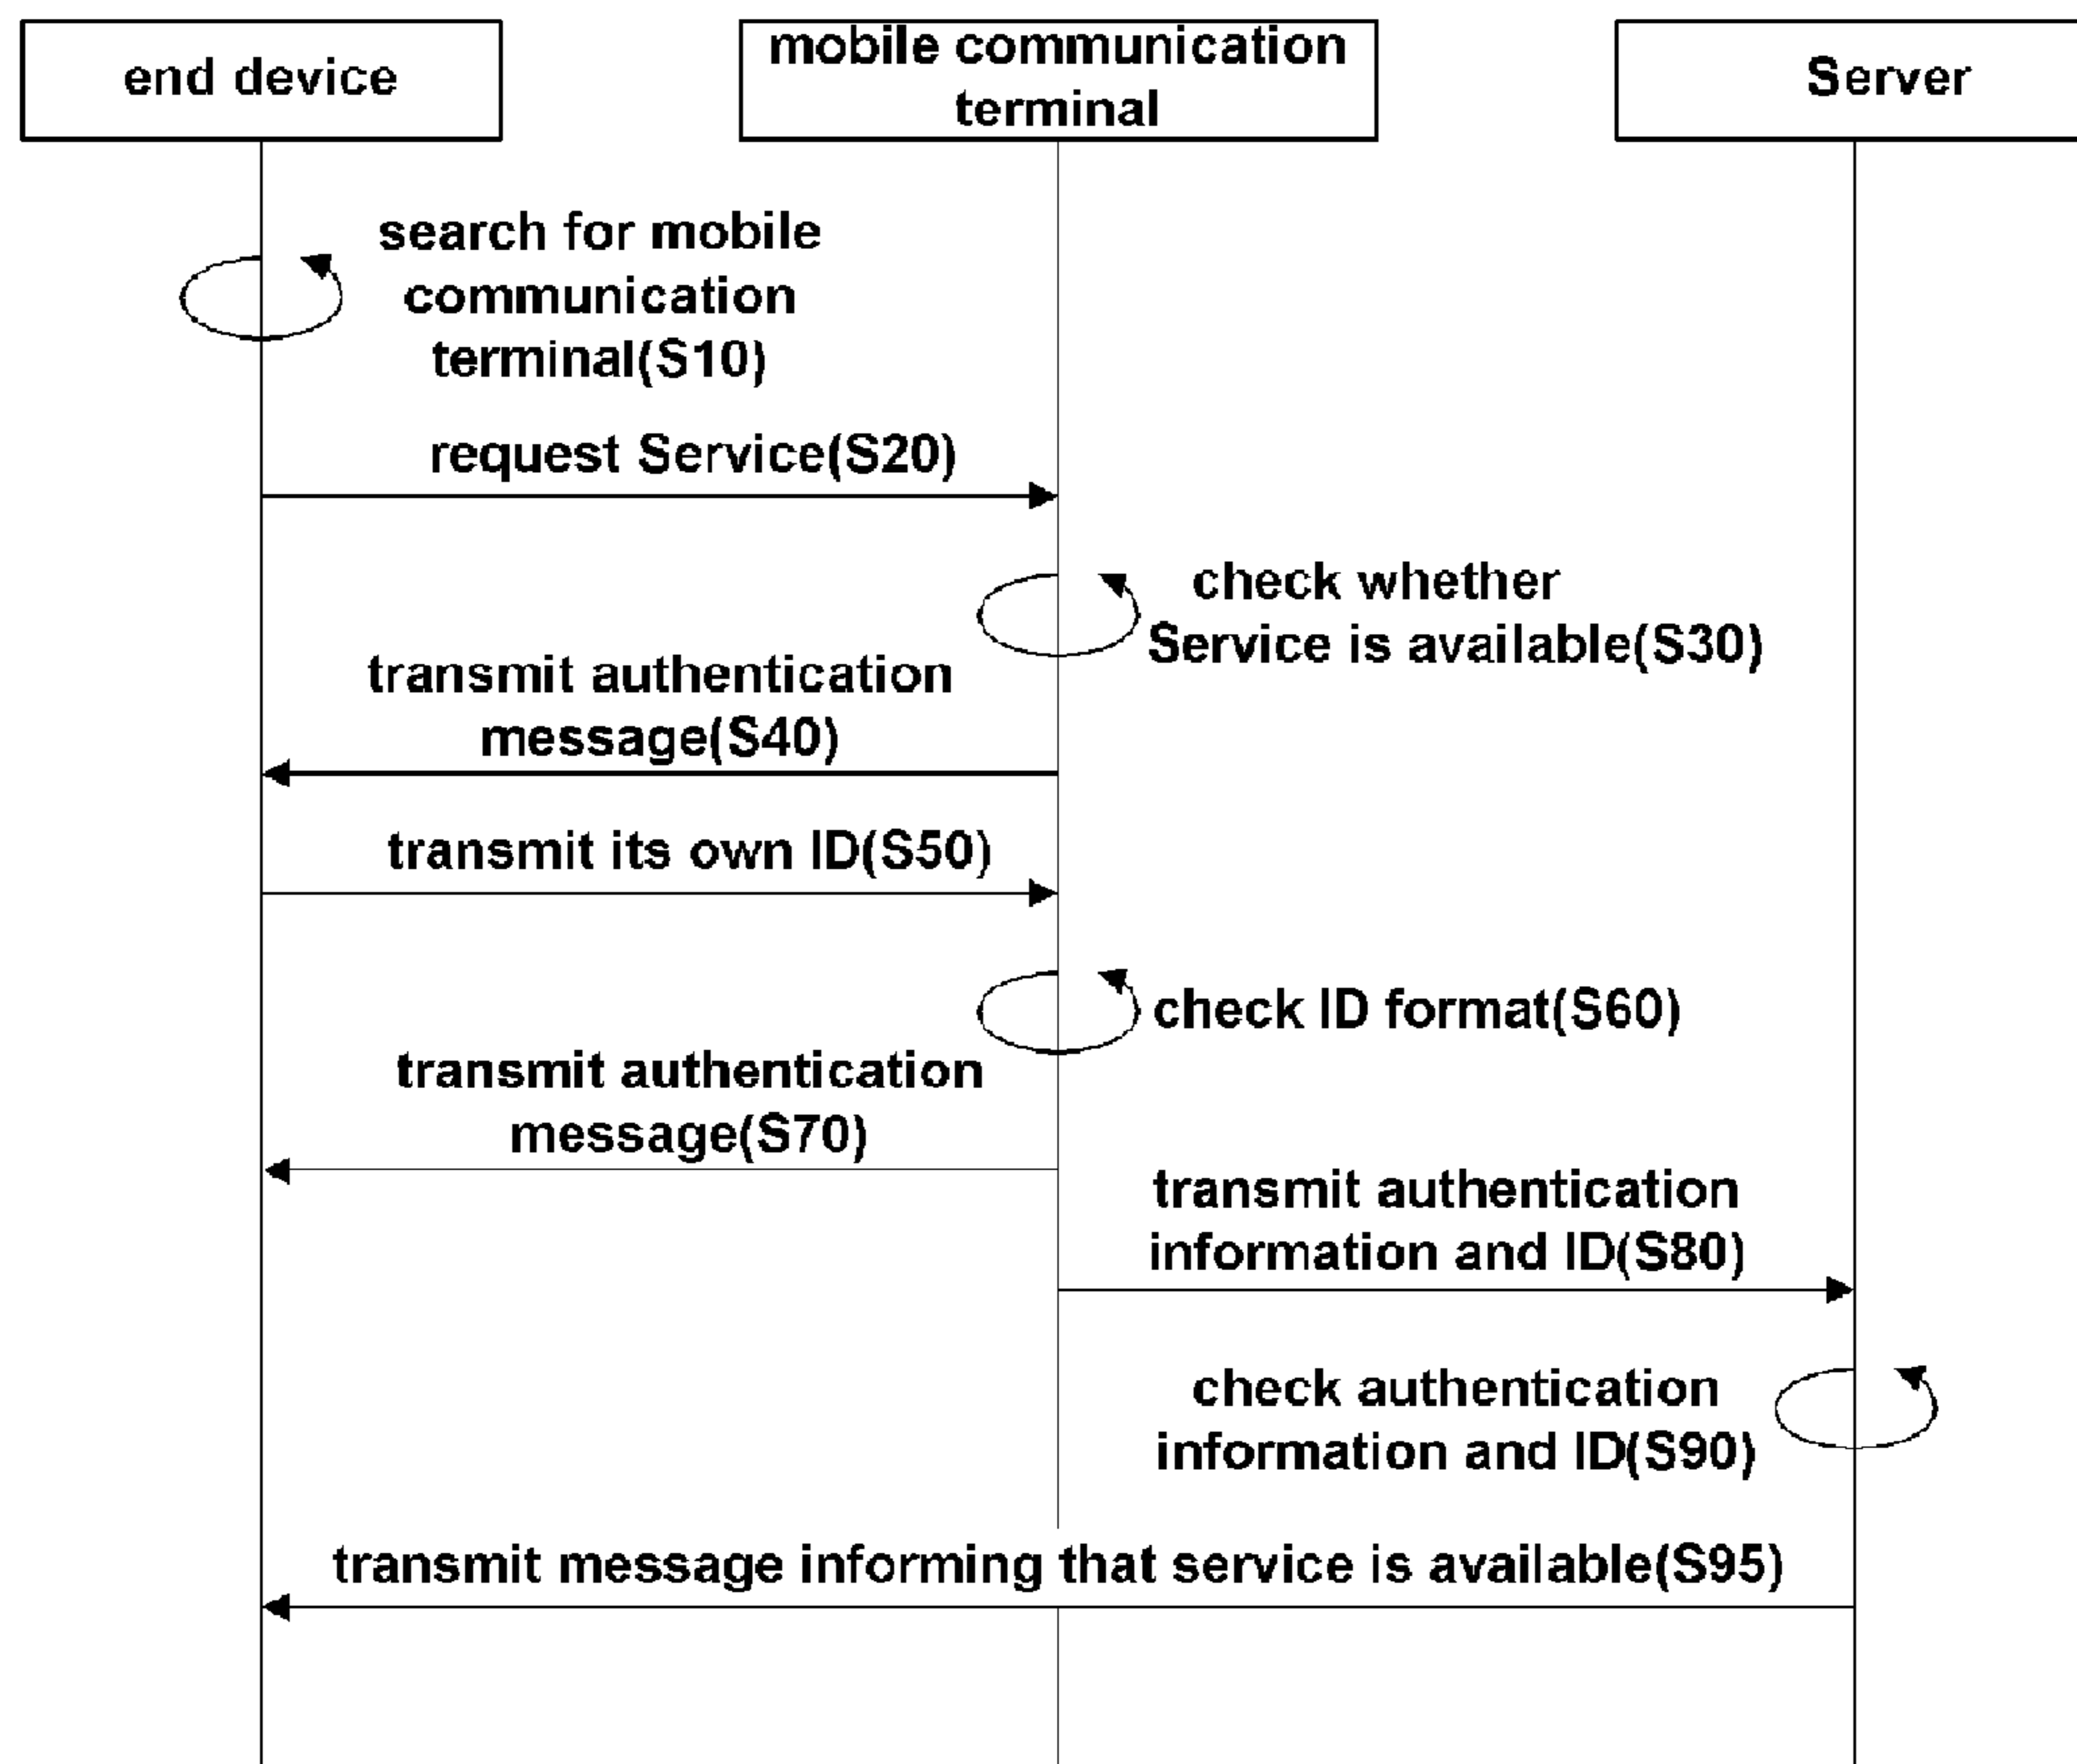 end device
mobile communication
terminal
Server
search for mobile
communication
terminal(S10)
request Service(S20)
check whether
Service is available(S30)
transmit authentication
message(S40)
transmit its own ID(S50)
check ID format(S60)
transmit authentication
message(S70)
transmit authentication
information and ID(S80)
check authentication
information and ID(S90)
transmit message informing that service is available(S95)